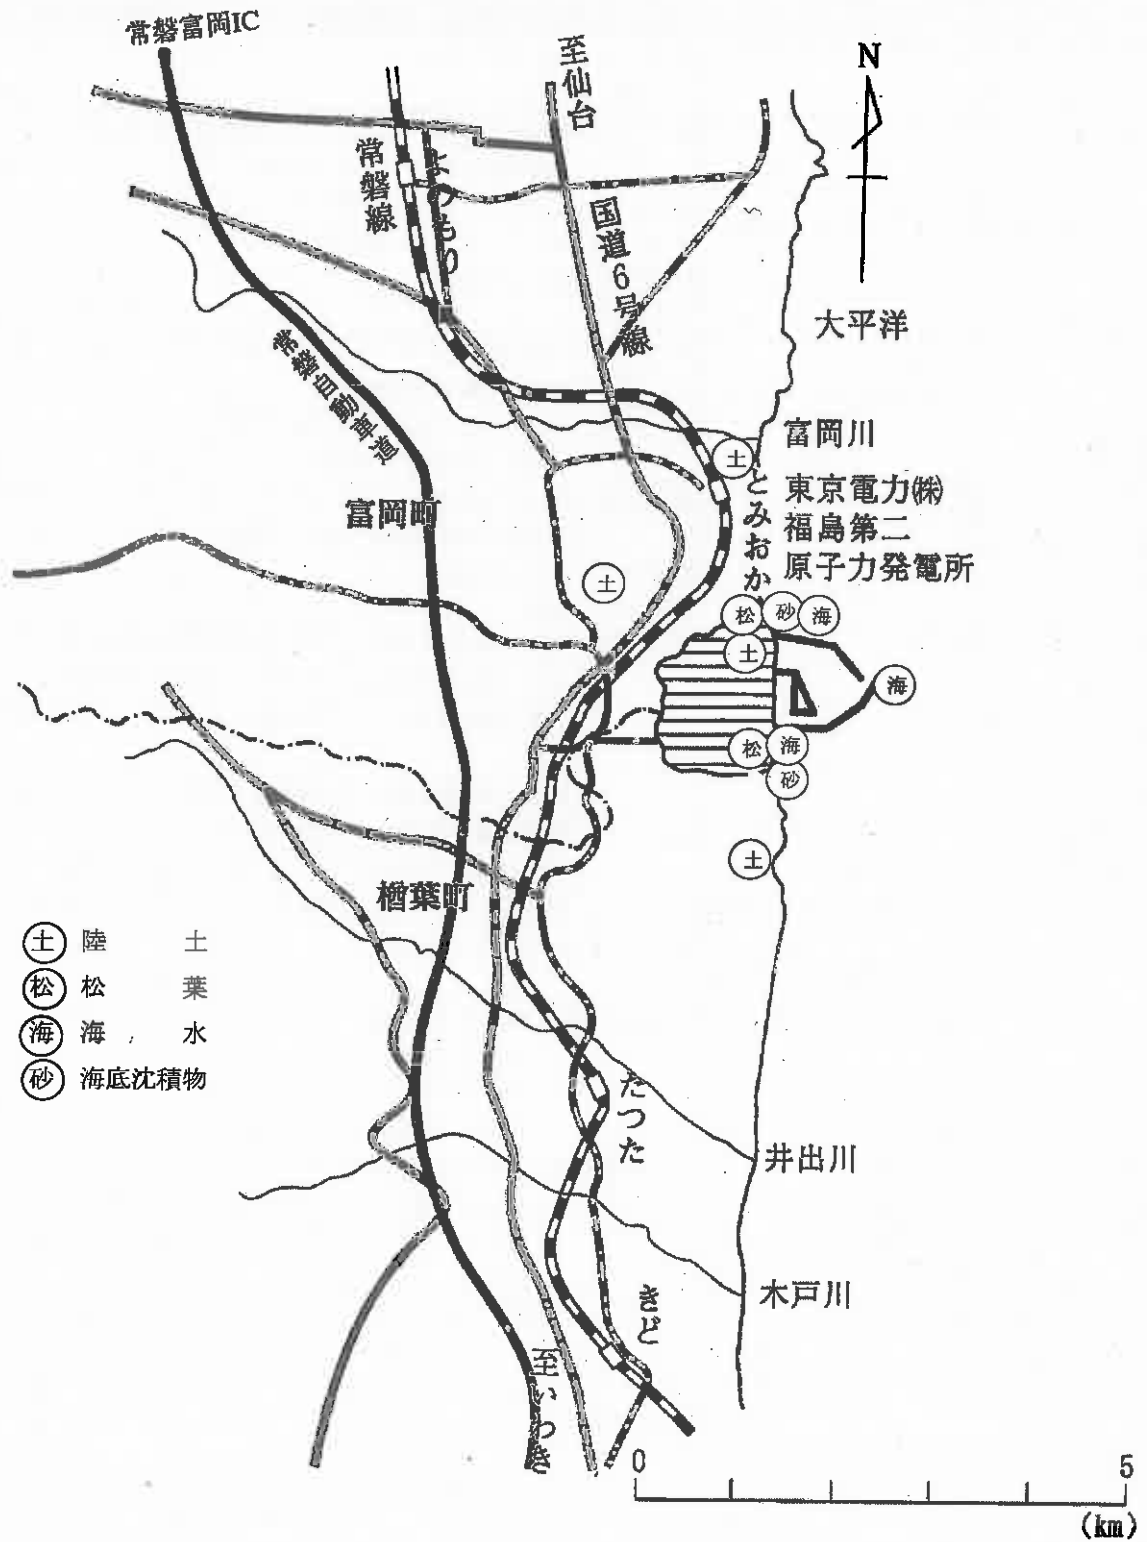 常磐富岡IC
至仙台
N
常磐線
よのもり
国道6号線
大平洋
常磐自動車道
富岡川
土
とみおか
東京電力㈱
福島第二
原子力発電所
富岡町
土
松 砂 海
土
海
松 海
砂
土
楢葉町
土 陸土
松 松葉
海 海水
砂 海底沈積物
たつた
井出川
木戸川
きど
至いわき
0 5
(km)